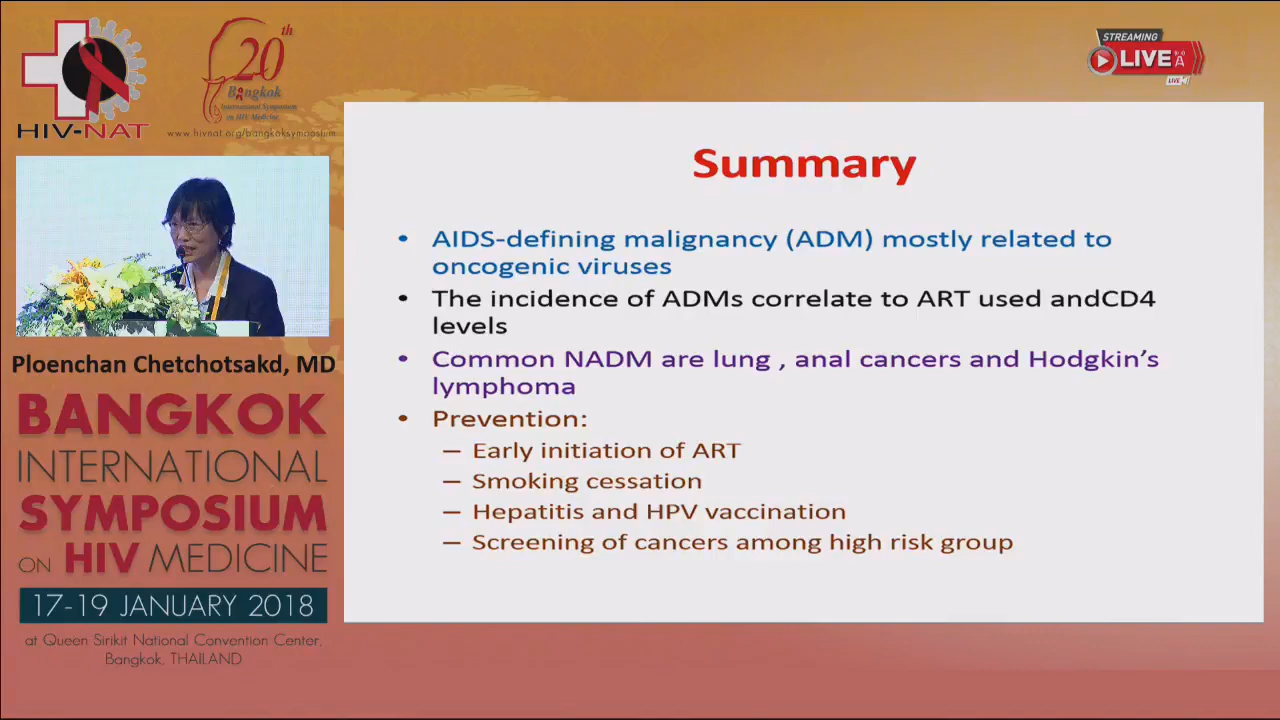 HIV-NAT
20th
Bangkok
International Symposium
on HIV Medicine
www.hivnat.org/bangkoksymposium
STREAMING
LIVE
LIVE
Summary
• AIDS-defining malignancy (ADM) mostly related to
oncogenic viruses
• The incidence of ADMs correlate to ART used andCD4
levels
• Common NADM are lung , anal cancers and Hodgkin’s
lymphoma
• Prevention:
– Early initiation of ART
– Smoking cessation
– Hepatitis and HPV vaccination
– Screening of cancers among high risk group
Ploenchan Chetchotsakd, MD
BANGKOK
INTERNATIONAL
SYMPOSIUM
ON HIV MEDICINE
17-19 JANUARY 2018
at Queen Sirikit National Convention Center,
Bangkok, THAILAND